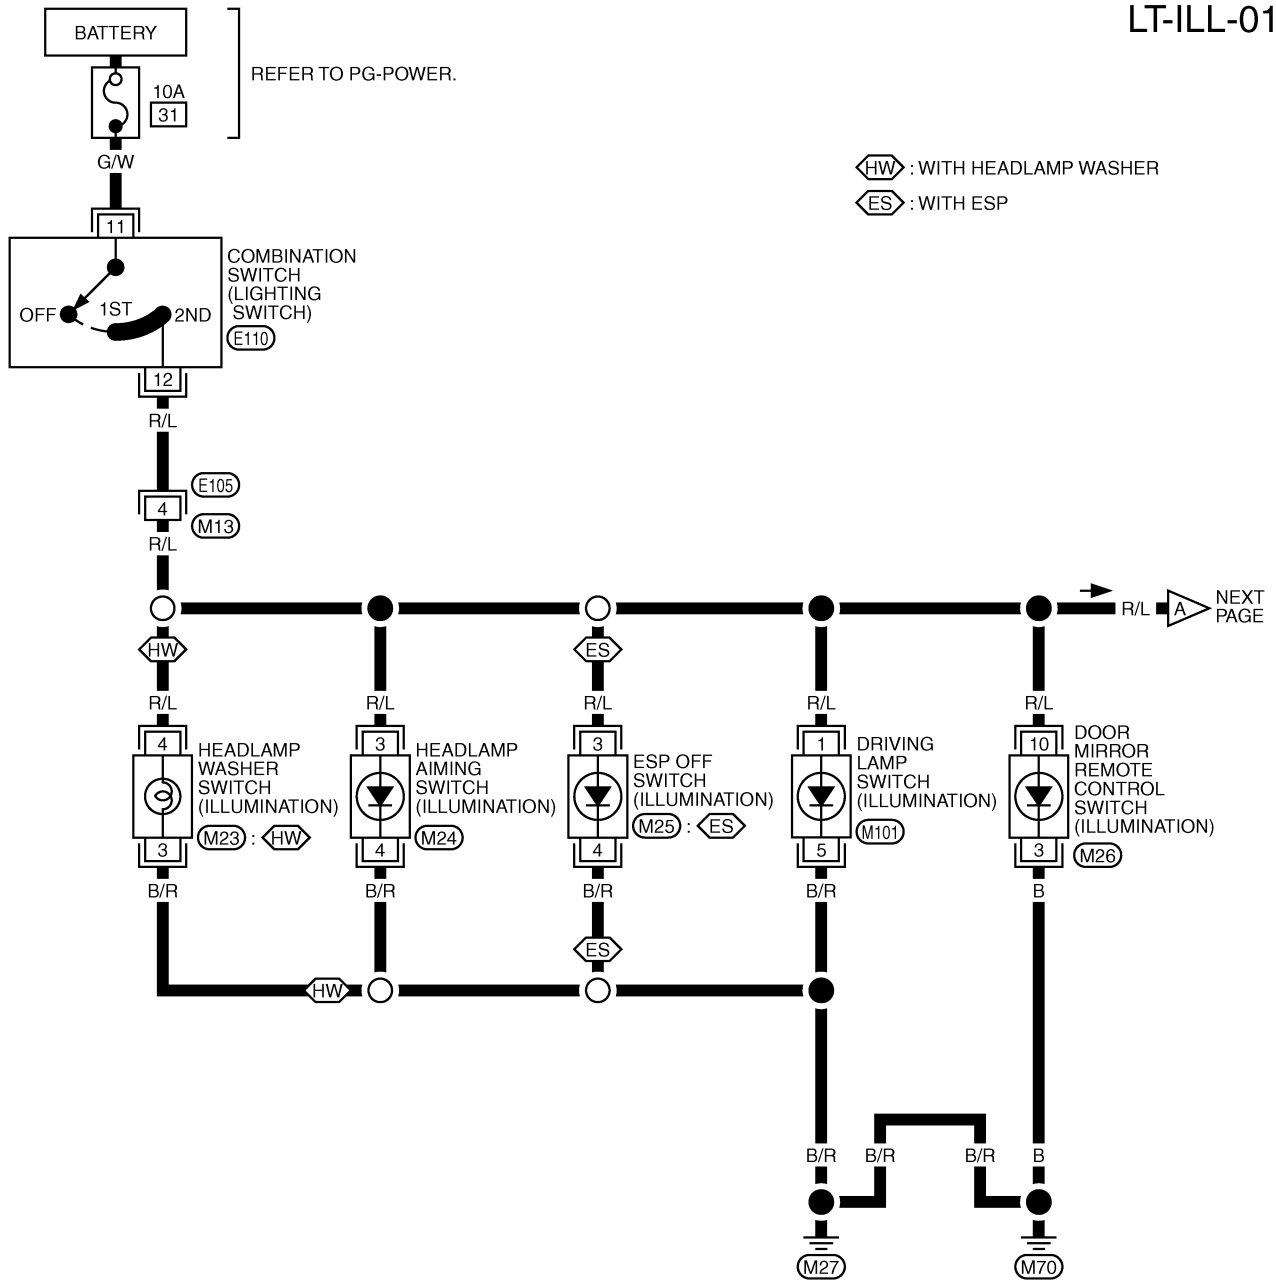 LT-ILL-01
BATTERY
REFER TO PG-POWER.
10A
31
G/W
HW : WITH HEADLAMP WASHER
ES : WITH ESP
11
COMBINATION
SWITCH
(LIGHTING
SWITCH)
E110
OFF
1ST
2ND
12
R/L
E105
4
M13
R/L
R/L
A
NEXT
PAGE
HW
ES
R/L
R/L
R/L
R/L
R/L
4
HEADLAMP
WASHER
SWITCH
(ILLUMINATION)
M23 : HW
3
3
HEADLAMP
AIMING
SWITCH
(ILLUMINATION)
M24
4
3
ESP OFF
SWITCH
(ILLUMINATION)
M25 : ES
4
1
DRIVING
LAMP
SWITCH
(ILLUMINATION)
M101
5
10
DOOR
MIRROR
REMOTE
CONTROL
SWITCH
(ILLUMINATION)
M26
3
B/R
B/R
B/R
B/R
B
ES
HW
B/R
B/R
B/R
B
M27
M70